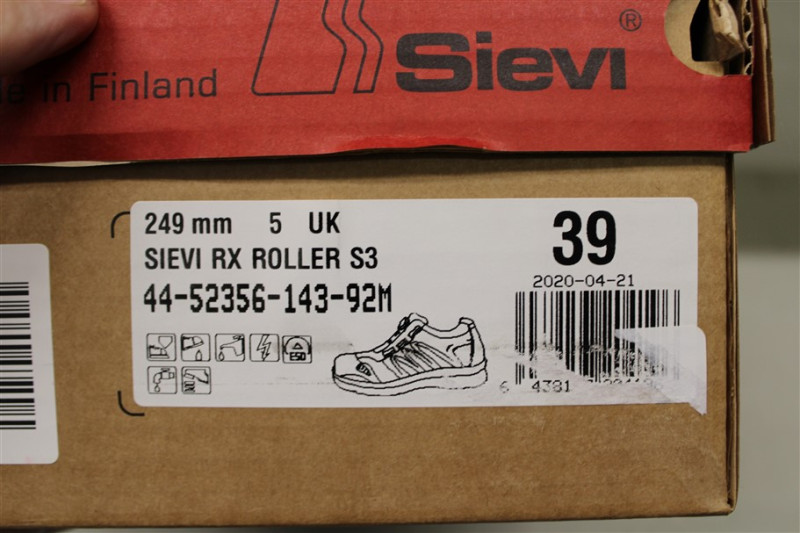 Sievi®
in Finland
249 mm 5 UK
SIEVI RX ROLLER S3
44-52356-143-92M
39
2020-04-21
ESD
6 4381